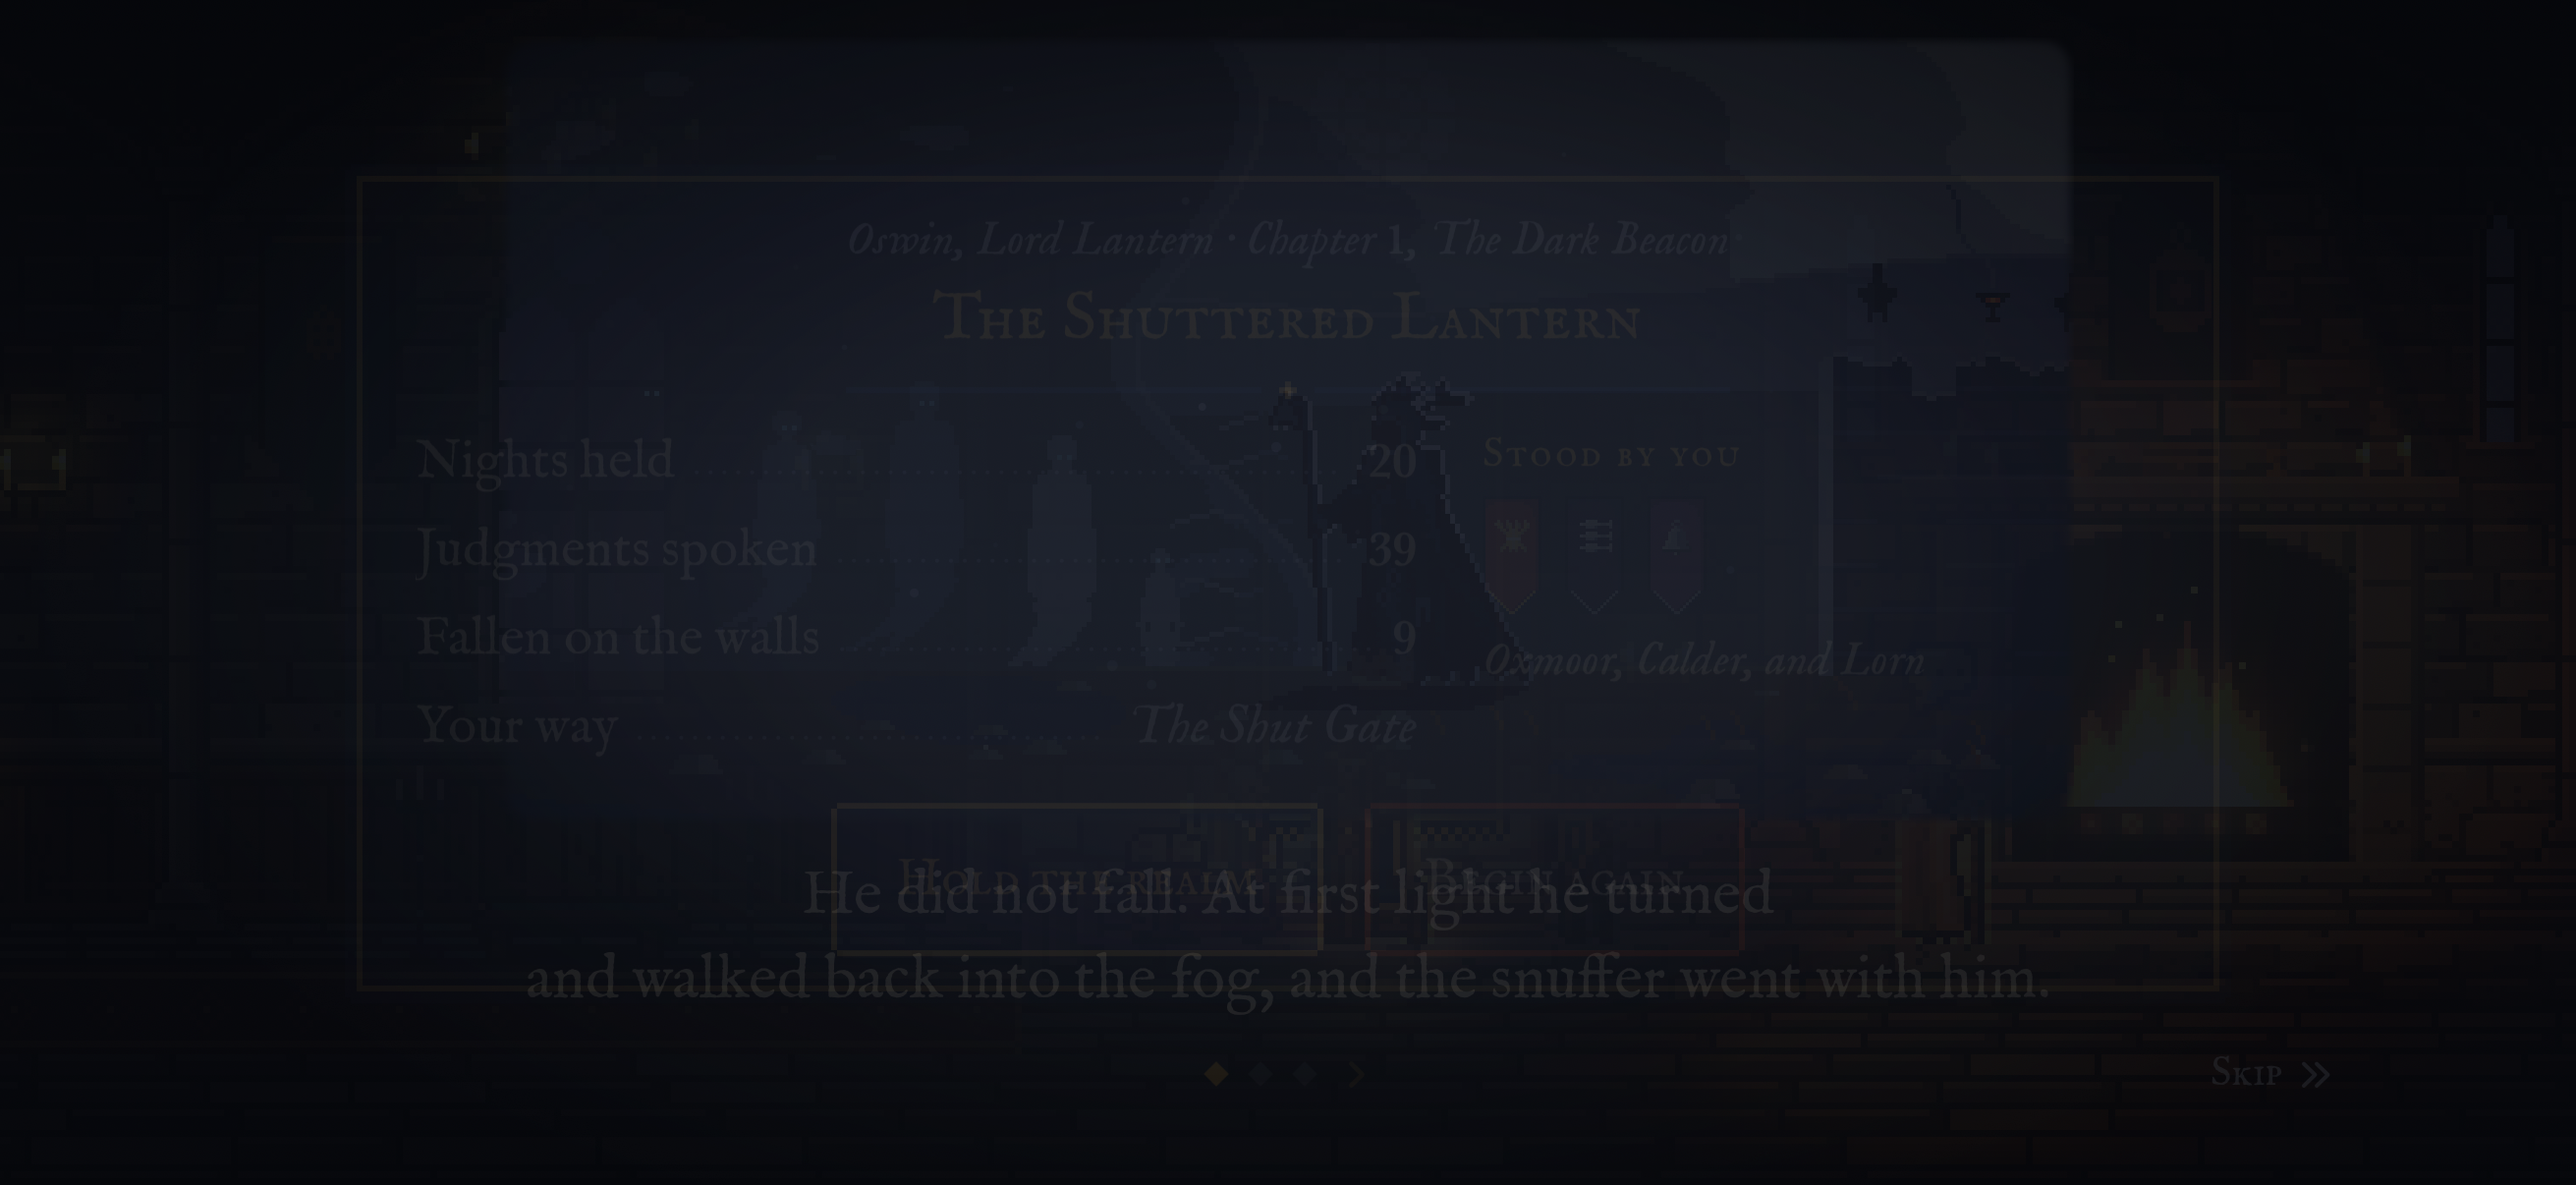 Oswin, Lord Lantern · Chapter 1, The Dark Beacon
The Shuttered Lantern
Nights held 20
Judgments spoken 39
Fallen on the walls 9
Your way The Shut Gate
Stood by you
Oxmoor, Calder, and Lorn
Hold the realm
Begin again
He did not fall. At first light he turned
and walked back into the fog, and the snuffer went with him.
Skip